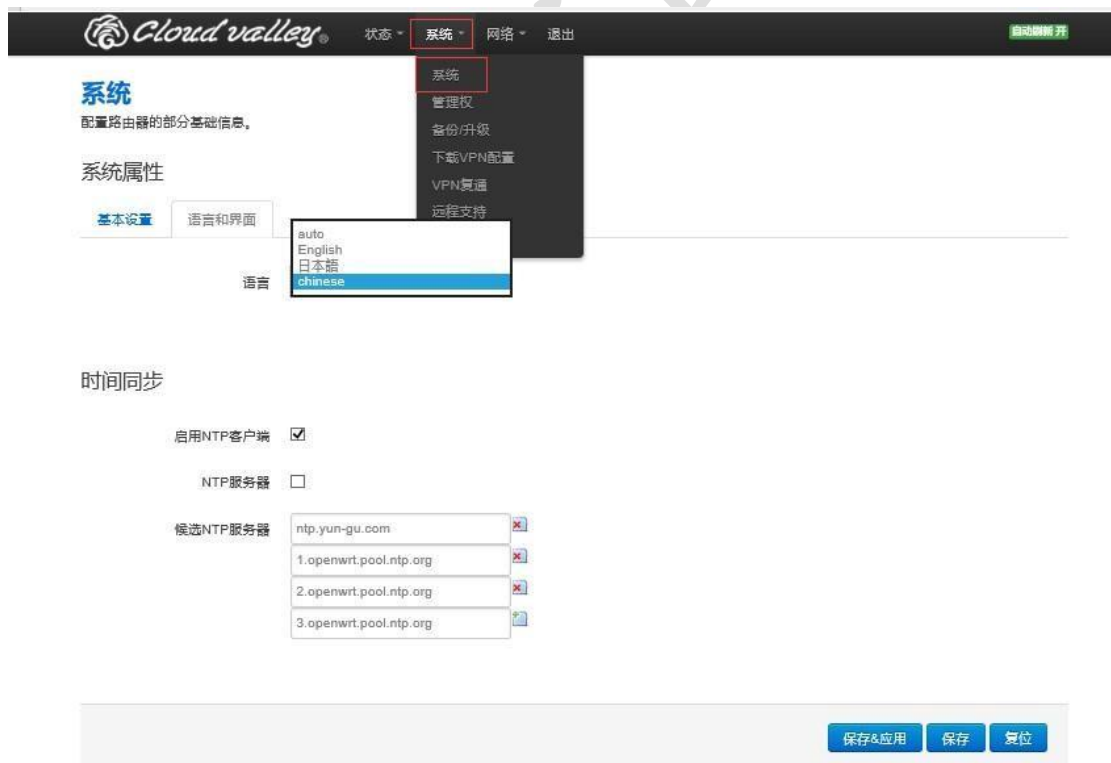 Cloud valley® 状态 系统 网络 退出 自动刷新 开
系统
管理权
备份/升级
下载VPN配置
VPN复通
远程支持
系统
配置路由器的部分基础信息。
系统属性
基本设置 语言和界面
语言
auto
English
日本語
chinese
时间同步
启用NTP客户端
NTP服务器
候选NTP服务器 ntp.yun-gu.com
1.openwrt.pool.ntp.org
2.openwrt.pool.ntp.org
3.openwrt.pool.ntp.org
保存&应用 保存 复位